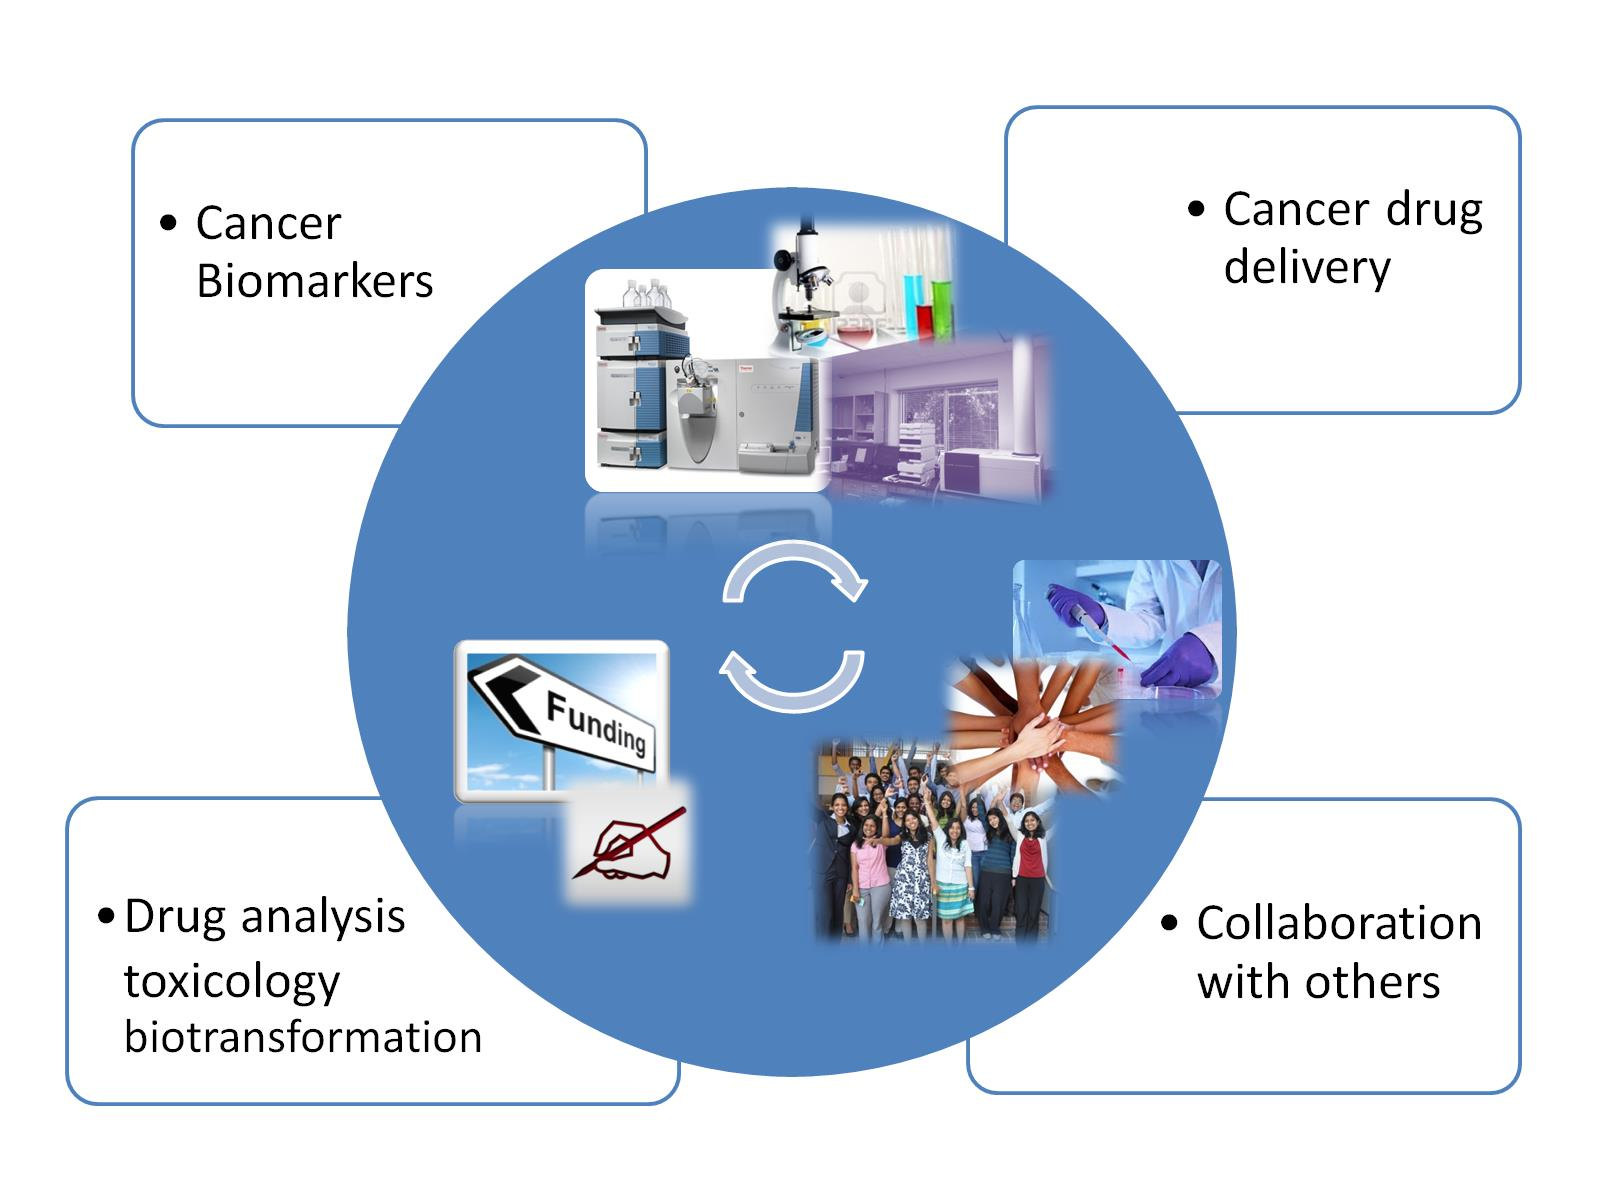 • Cancer
Biomarkers
• Cancer drug
delivery
Funding
• Drug analysis
toxicology
biotransformation
• Collaboration
with others